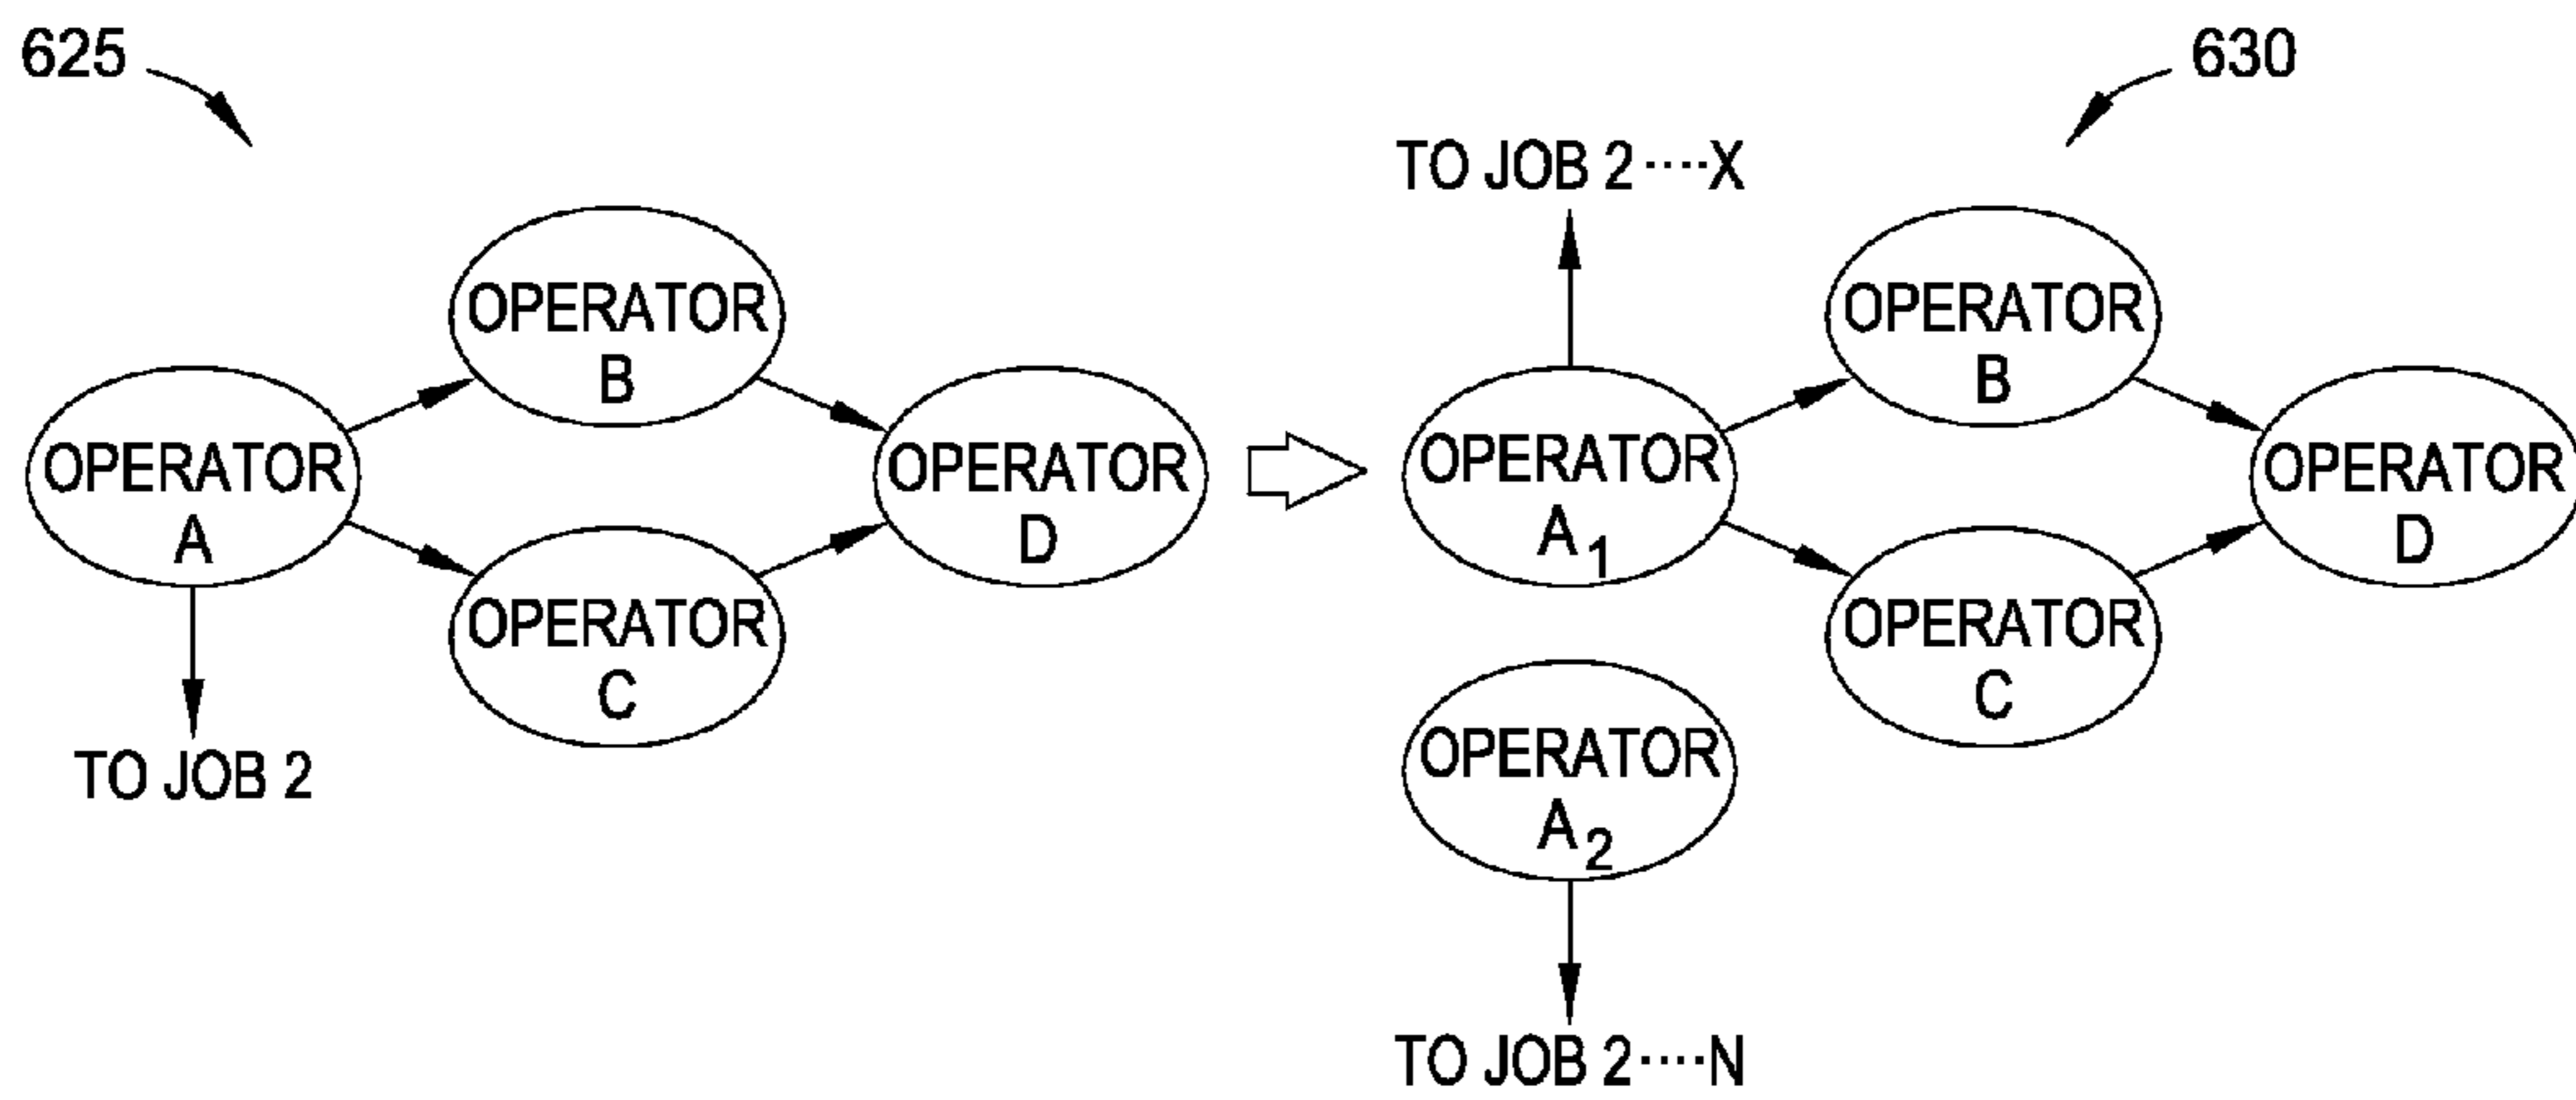 625
OPERATOR
B
OPERATOR
A
OPERATOR
D
OPERATOR
C
TO JOB 2
630
TO JOB 2····X
OPERATOR
B
OPERATOR
A1
OPERATOR
D
OPERATOR
C
OPERATOR
A2
TO JOB 2····N